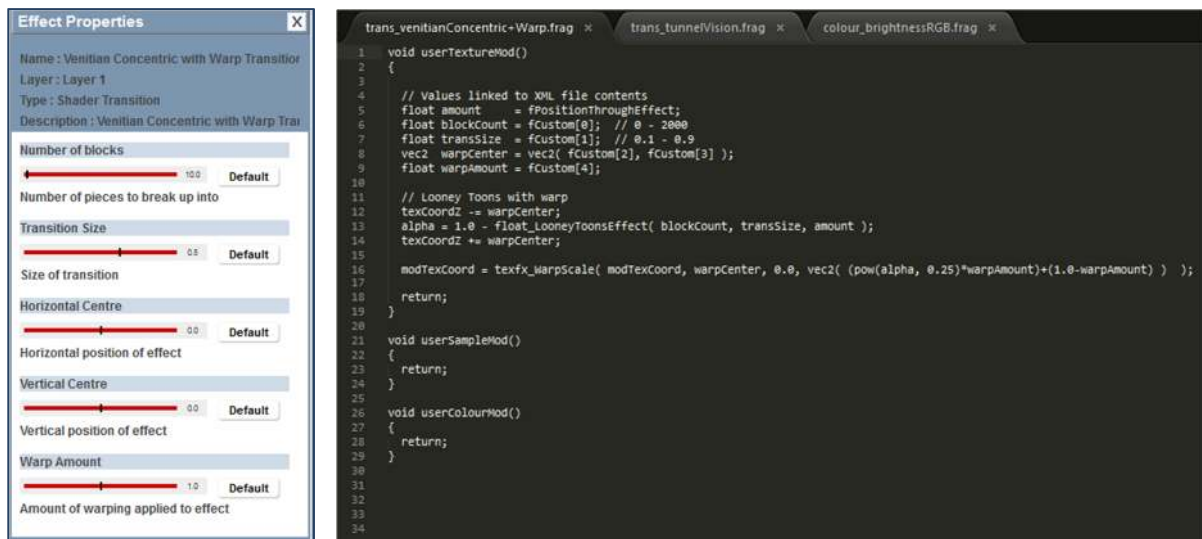 Effect Properties X
Name : Venitian Concentric with Warp Transition
Layer : Layer 1
Type : Shader Transition
Description : Venitian Concentric with Warp Tra
Number of blocks
10.0 Default
Number of pieces to break up into
Transition Size
0.5 Default
Size of transition
Horizontal Centre
0.0 Default
Horizontal position of effect
Vertical Centre
0.0 Default
Vertical position of effect
Warp Amount
1.0 Default
Amount of warping applied to effect
trans_venitianConcentric+Warp.frag × trans_tunnelVision.frag × colour_brightnessRGB.frag ×
1 void userTextureMod()
2 {
3
4 // Values linked to XML file contents
5 float amount = fPositionThroughEffect;
6 float blockCount = fCustom[0]; // 0 - 2000
7 float transSize = fCustom[1]; // 0.1 - 0.9
8 vec2 warpCenter = vec2( fCustom[2], fCustom[3] );
9 float warpAmount = fCustom[4];
10
11 // Looney Toons with warp
12 texCoordZ -= warpCenter;
13 alpha = 1.0 - float_LooneyToonsEffect( blockCount, transSize, amount );
14 texCoordZ += warpCenter;
15
16 modTexCoord = texfx_WarpScale( modTexCoord, warpCenter, 0.0, vec2( (pow(alpha, 0.25)*warpAmount)+(1.0-warpAmount) ) );
17
18 return;
19 }
20
21 void userSampleMod()
22 {
23 return;
24 }
25
26 void userColourMod()
27 {
28 return;
29 }
30
31
32
33
34